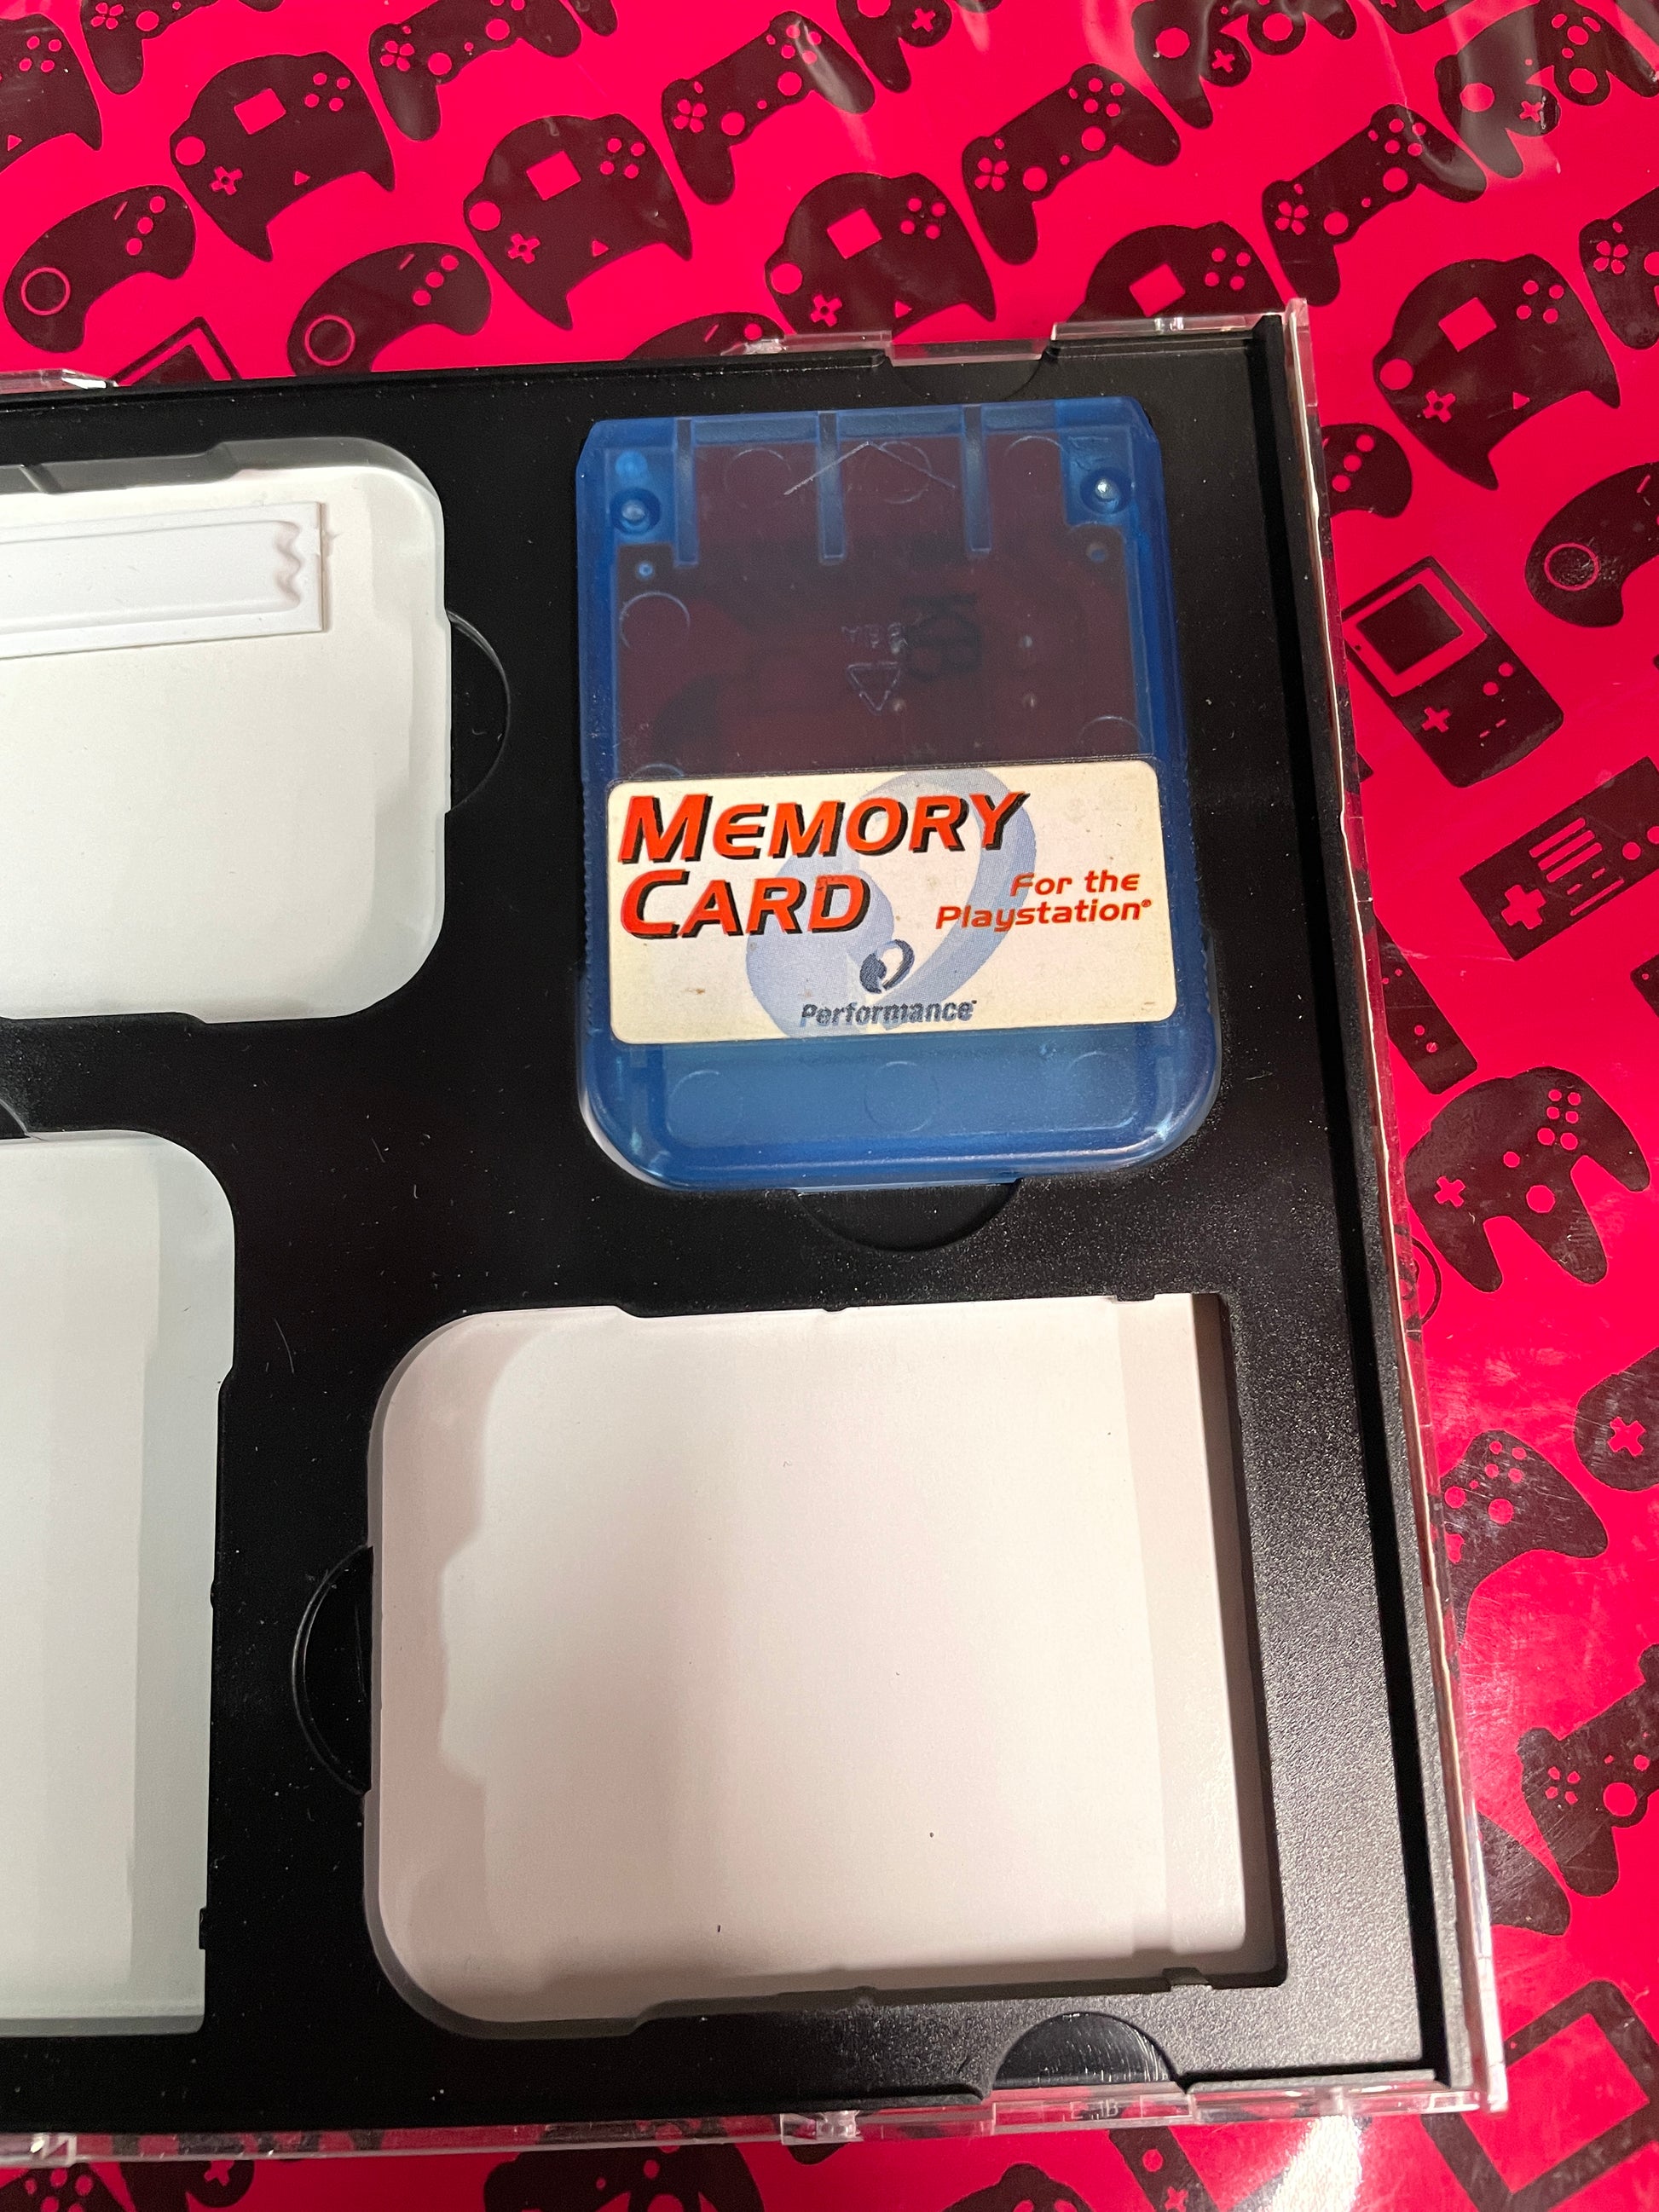 MEMORY
CARD
For the
Playstation®
Performance